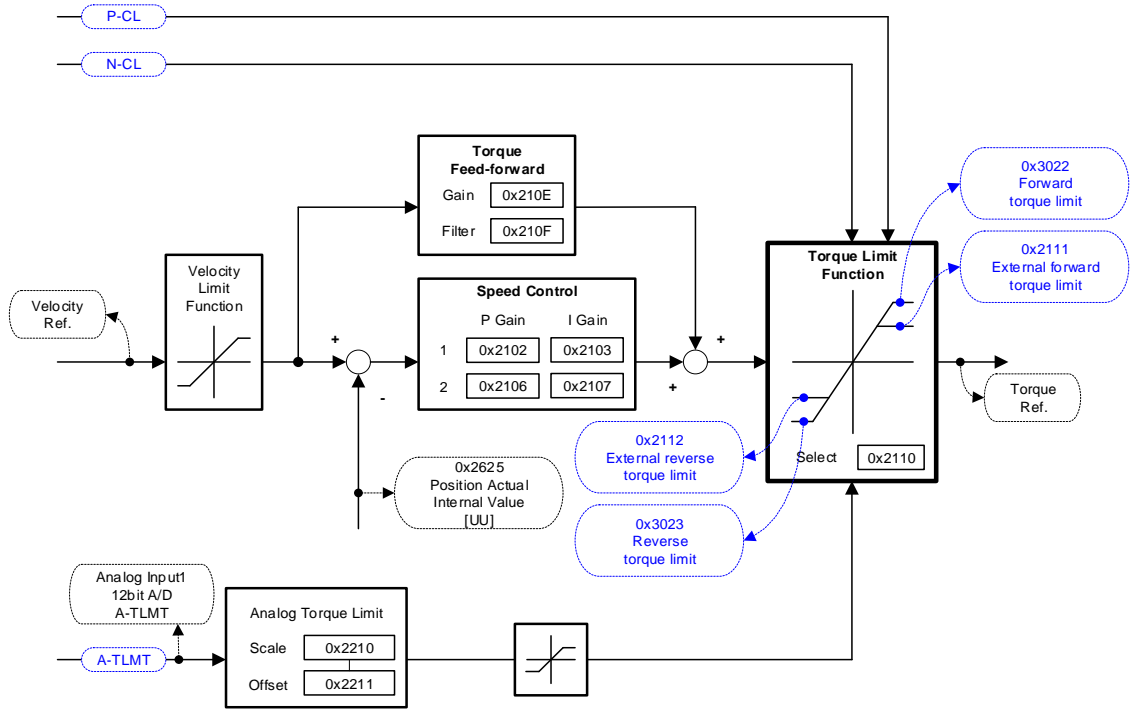 P-CL
N-CL
Torque
Feed-forward
Gain 0x210E
Filter 0x210F
0x3022
Forward
torque limit
0x2111
External forward
torque limit
Velocity
Limit
Function
Velocity
Ref.
Speed Control
P Gain I Gain
1 0x2102 0x2103
2 0x2106 0x2107
+
-
+
+
Torque Limit
Function
Select 0x2110
Torque
Ref.
0x2112
External reverse
torque limit
0x3023
Reverse
torque limit
0x2625
Position Actual
Internal Value
[UU]
Analog Input1
12bit A/D
A-TLMT
A-TLMT
Analog Torque Limit
Scale 0x2210
Offset 0x2211